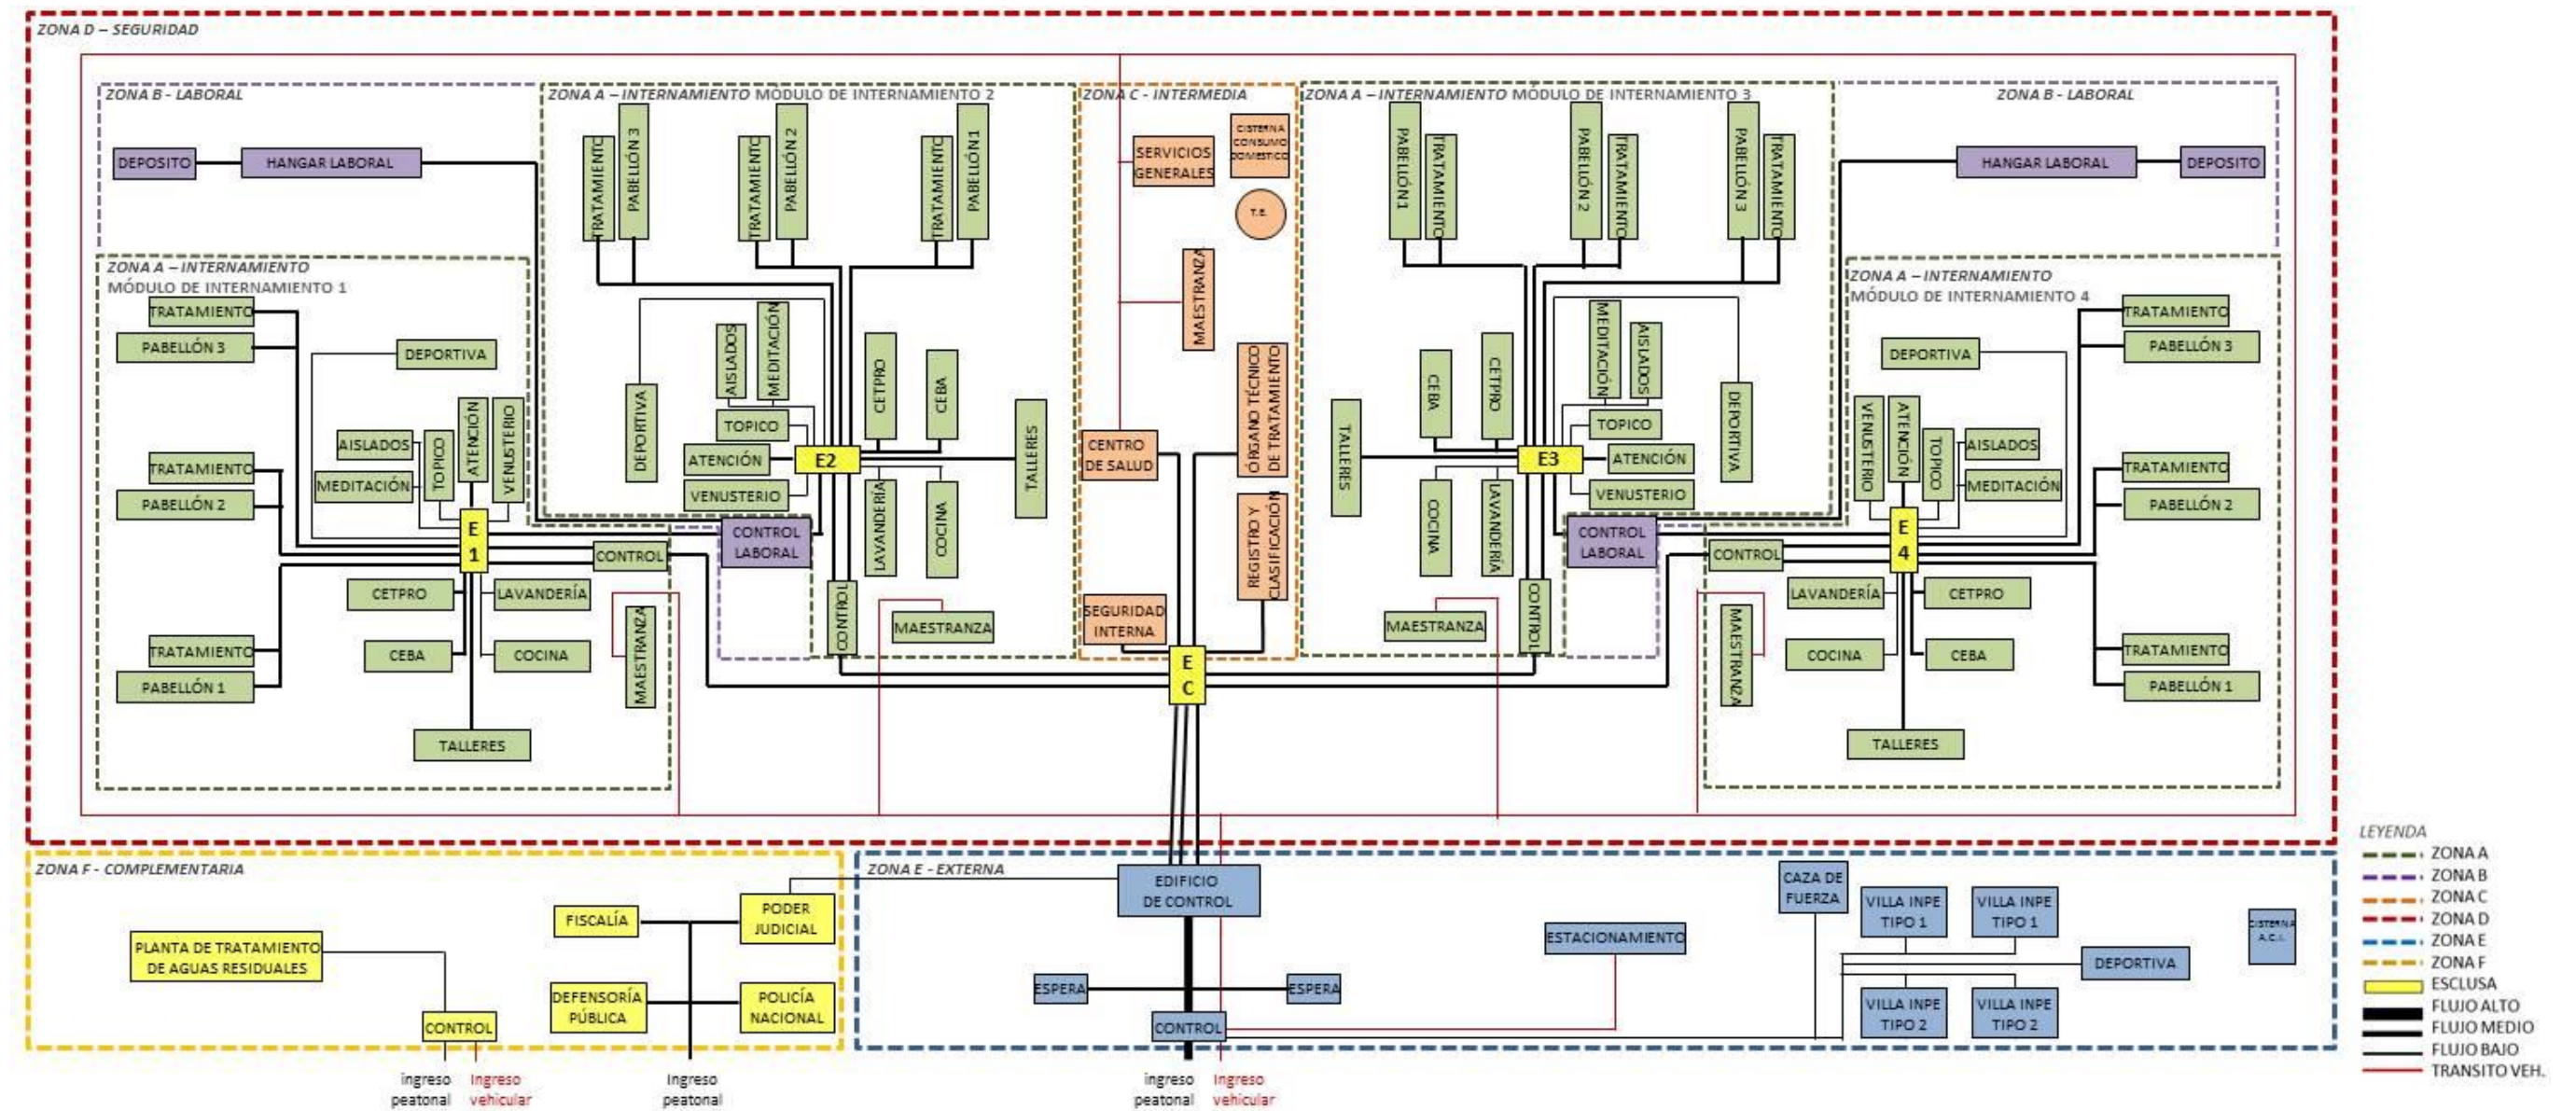 ZONA D – SEGURIDAD
ZONA B - LABORAL
DEPOSITO
HANGAR LABORAL
ZONA A – INTERNAMIENTO MÓDULO DE INTERNAMIENTO 2
TRATAMIENTO
PABELLÓN 3
TRATAMIENTO
PABELLÓN 2
TRATAMIENTO
PABELLÓN 1
DEPORTIVA
AISLADOS
MEDITACIÓN
TOPICO
ATENCIÓN
VENUSTERIO
E2
CETPRO
CEBA
TALLERES
LAVANDERÍA
COCINA
CONTROL
LABORAL
CONTROL
MAESTRANZA
ZONA C - INTERMEDIA
SERVICIOS
GENERALES
CISTERNA
CONSUMO
DOMESTICO
T.E.
MAESTRANZA
CENTRO
DE SALUD
ÓRGANO TÉCNICO
DE TRATAMIENTO
REGISTRO Y
CLASIFICACIÓN
SEGURIDAD
INTERNA
E
C
ZONA A – INTERNAMIENTO MÓDULO DE INTERNAMIENTO 3
PABELLÓN 1
TRATAMIENTO
PABELLÓN 2
TRATAMIENTO
PABELLÓN 3
TRATAMIENTO
TALLERES
CEBA
CETPRO
MEDITACIÓN
AISLADOS
DEPORTIVA
TOPICO
E3
ATENCIÓN
VENUSTERIO
COCINA
LAVANDERÍA
CONTROL
LABORAL
CONTROL
MAESTRANZA
ZONA B - LABORAL
HANGAR LABORAL
DEPOSITO
ZONA A – INTERNAMIENTO
MÓDULO DE INTERNAMIENTO 1
TRATAMIENTO
PABELLÓN 3
DEPORTIVA
TRATAMIENTO
PABELLÓN 2
AISLADOS
MEDITACIÓN
TOPICO
ATENCIÓN
VENUSTERIO
E
1
CONTROL
CETPRO
LAVANDERÍA
CEBA
COCINA
TRATAMIENTO
PABELLÓN 1
MAESTRANZA
TALLERES
ZONA A – INTERNAMIENTO
MÓDULO DE INTERNAMIENTO 4
TRATAMIENTO
PABELLÓN 3
DEPORTIVA
VENUSTERIO
ATENCIÓN
TOPICO
AISLADOS
MEDITACIÓN
TRATAMIENTO
PABELLÓN 2
E
4
CONTROL
LAVANDERÍA
CETPRO
COCINA
CEBA
MAESTRANZA
TRATAMIENTO
PABELLÓN 1
TALLERES
ZONA F - COMPLEMENTARIA
PLANTA DE TRATAMIENTO
DE AGUAS RESIDUALES
FISCALÍA
PODER
JUDICIAL
DEFENSORÍA
PÚBLICA
POLICÍA
NACIONAL
CONTROL
ingreso
peatonal
Ingreso
vehicular
Ingreso
peatonal
ZONA E - EXTERNA
EDIFICIO
DE CONTROL
ESPERA
ESPERA
CONTROL
ESTACIONAMIENTO
CAZA DE
FUERZA
VILLA INPE
TIPO 1
VILLA INPE
TIPO 1
DEPORTIVA
VILLA INPE
TIPO 2
VILLA INPE
TIPO 2
CISTERNA
A.C.I.
ingreso
peatonal
Ingreso
vehicular
LEYENDA
ZONA A
ZONA B
ZONA C
ZONA D
ZONA E
ZONA F
ESCLUSA
FLUJO ALTO
FLUJO MEDIO
FLUJO BAJO
TRANSITO VEH.